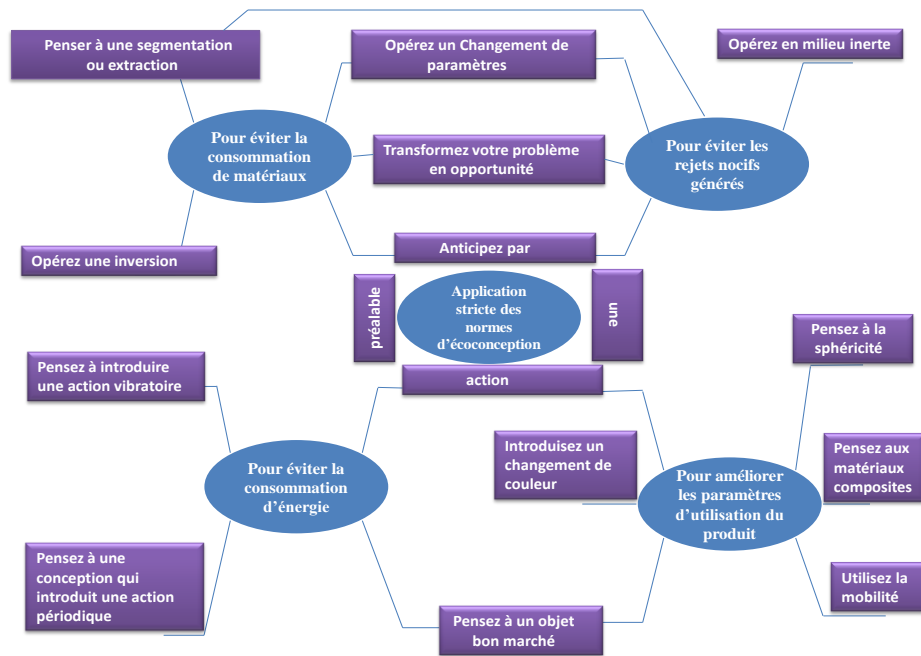 Penser à une segmentation
ou extraction
Opérez un Changement de
paramètres
Opérez en milieu inerte
Pour éviter la
consommation
de matériaux
Transformez votre problème
en opportunité
Pour éviter les
rejets nocifs
générés
Opérez une inversion
Anticipez par
une
action
préalable
Application
stricte des
normes
d'écoconception
Pensez à la
sphéricité
Pensez à introduire
une action vibratoire
Introduisez un
changement de
couleur
Pensez aux
matériaux
composites
Pour éviter la
consommation
d'énergie
Pour améliorer
les paramètres
d'utilisation du
produit
Pensez à une
conception qui
introduit une action
périodique
Pensez à un objet
bon marché
Utilisez la
mobilité